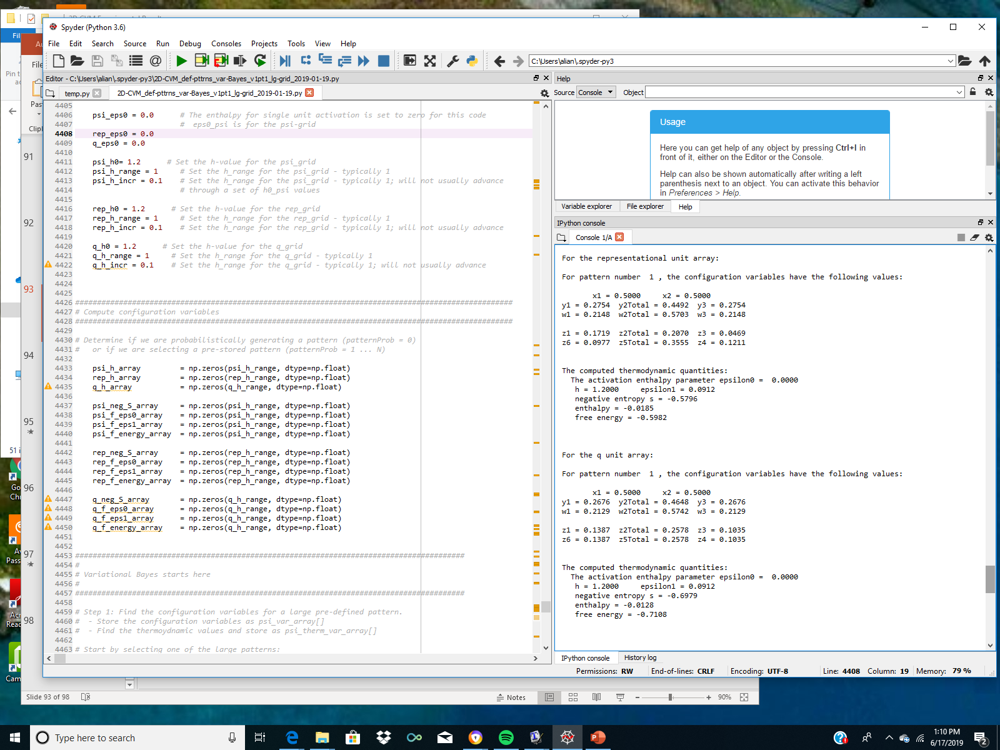 Spyder (Python 3.6)
File Edit Search Source Run Debug Consoles Projects Tools View Help
C:\Users\alian\.spyder-py3
Editor - C:\Users\alian\.spyder-py3\2D-CVM_def-pttrns_var-Bayes_v1pt1_lg-grid_2019-01-19.py
temp.py
2D-CVM_def-pttrns_var-Bayes_v1pt1_lg-grid_2019-01-19.py
4405
4406 psi_eps0 = 0.0 # The enthalpy for single unit activation is set to zero for this code
4407 # eps0_psi is for the psi-grid
4408 rep_eps0 = 0.0
4409 q_eps0 = 0.0
4410
4411 psi_h0= 1.2 # Set the h-value for the psi_grid
4412 psi_h_range = 1 # Set the h_range for the psi_grid - typically 1
4413 psi_h_incr = 0.1 # Set the h_range for the psi_grid - typically 1; will not usually advance
4414 # through a set of h0_psi values
4415
4416 rep_h0 = 1.2 # Set the h-value for the rep_grid
4417 rep_h_range = 1 # Set the h_range for the rep_grid - typically 1
4418 rep_h_incr = 0.1 # Set the h_range for the rep_grid - typically 1; will not usually advance
4419
4420 q_h0 = 1.2 # Set the h-value for the q_grid
4421 q_h_range = 1 # Set the h_range for the q_grid - typically 1
4422 q_h_incr = 0.1 # Set the h_range for the q_grid - typically 1; will not usually advance
4423
4424
4425
4426 ####################################################################################################
4427 # Compute configuration variables
4428 ####################################################################################################
4429
4430 # Determine if we are probabilistically generating a pattern (patternProb = 0)
4431 # or if we are selecting a pre-stored pattern (patternProb = 1 ... N)
4432
4433 psi_h_array = np.zeros(psi_h_range, dtype=np.float)
4434 rep_h_array = np.zeros(rep_h_range, dtype=np.float)
4435 q_h_array = np.zeros(q_h_range, dtype=np.float)
4436
4437 psi_neg_S_array = np.zeros(psi_h_range, dtype=np.float)
4438 psi_f_eps0_array = np.zeros(psi_h_range, dtype=np.float)
4439 psi_f_eps1_array = np.zeros(psi_h_range, dtype=np.float)
4440 psi_f_energy_array = np.zeros(psi_h_range, dtype=np.float)
4441
4442 rep_neg_S_array = np.zeros(rep_h_range, dtype=np.float)
4443 rep_f_eps0_array = np.zeros(rep_h_range, dtype=np.float)
4444 rep_f_eps1_array = np.zeros(rep_h_range, dtype=np.float)
4445 rep_f_energy_array = np.zeros(rep_h_range, dtype=np.float)
4446
4447 q_neg_S_array = np.zeros(q_h_range, dtype=np.float)
4448 q_f_eps0_array = np.zeros(q_h_range, dtype=np.float)
4449 q_f_eps1_array = np.zeros(q_h_range, dtype=np.float)
4450 q_f_energy_array = np.zeros(q_h_range, dtype=np.float)
4451
4452
4453 #########################################################################################
4454 #
4455 # Variational Bayes starts here
4456 #
4457 #########################################################################################
4458
4459 # Step 1: Find the configuration variables for a large pre-defined pattern.
4460 # - Store the configuration variables as psi_var_array[]
4461 # - Find the thermoydnamic values and store as psi_therm_var_array[]
4462
4463 # Start by selecting one of the large patterns:
Help
Source Console Object
Usage
Here you can get help of any object by pressing Ctrl+I in
front of it, either on the Editor or the Console.
Help can also be shown automatically after writing a left
parenthesis next to an object. You can activate this behavior
in Preferences > Help.
Variable explorer File explorer Help
IPython console
Console 1/A
For the representational unit array:
For pattern number 1 , the configuration variables have the following values:
x1 = 0.5000 x2 = 0.5000
y1 = 0.2754 y2Total = 0.4492 y3 = 0.2754
w1 = 0.2148 w2Total = 0.5703 w3 = 0.2148
z1 = 0.1719 z2Total = 0.2070 z3 = 0.0469
z6 = 0.0977 z5Total = 0.3555 z4 = 0.1211
The computed thermodynamic quantities:
The activation enthalpy parameter epsilon0 = 0.0000
h = 1.2000 epsilon1 = 0.0912
negative entropy s = -0.5796
enthalpy = -0.0185
free energy = -0.5982
For the q unit array:
For pattern number 1 , the configuration variables have the following values:
x1 = 0.5000 x2 = 0.5000
y1 = 0.2676 y2Total = 0.4648 y3 = 0.2676
w1 = 0.2129 w2Total = 0.5742 w3 = 0.2129
z1 = 0.1387 z2Total = 0.2578 z3 = 0.1035
z6 = 0.1387 z5Total = 0.2578 z4 = 0.1035
The computed thermodynamic quantities:
The activation enthalpy parameter epsilon0 = 0.0000
h = 1.2000 epsilon1 = 0.0912
negative entropy s = -0.6979
enthalpy = -0.0128
free energy = -0.7108
IPython console History log
Permissions: RW End-of-lines: CRLF Encoding: UTF-8 Line: 4408 Column: 19 Memory: 79 %
File
91
92
93
94
95
96
97
98
51 i
Slide 93 of 98
Notes
90%
Type here to search
1:10 PM
6/17/2019
2